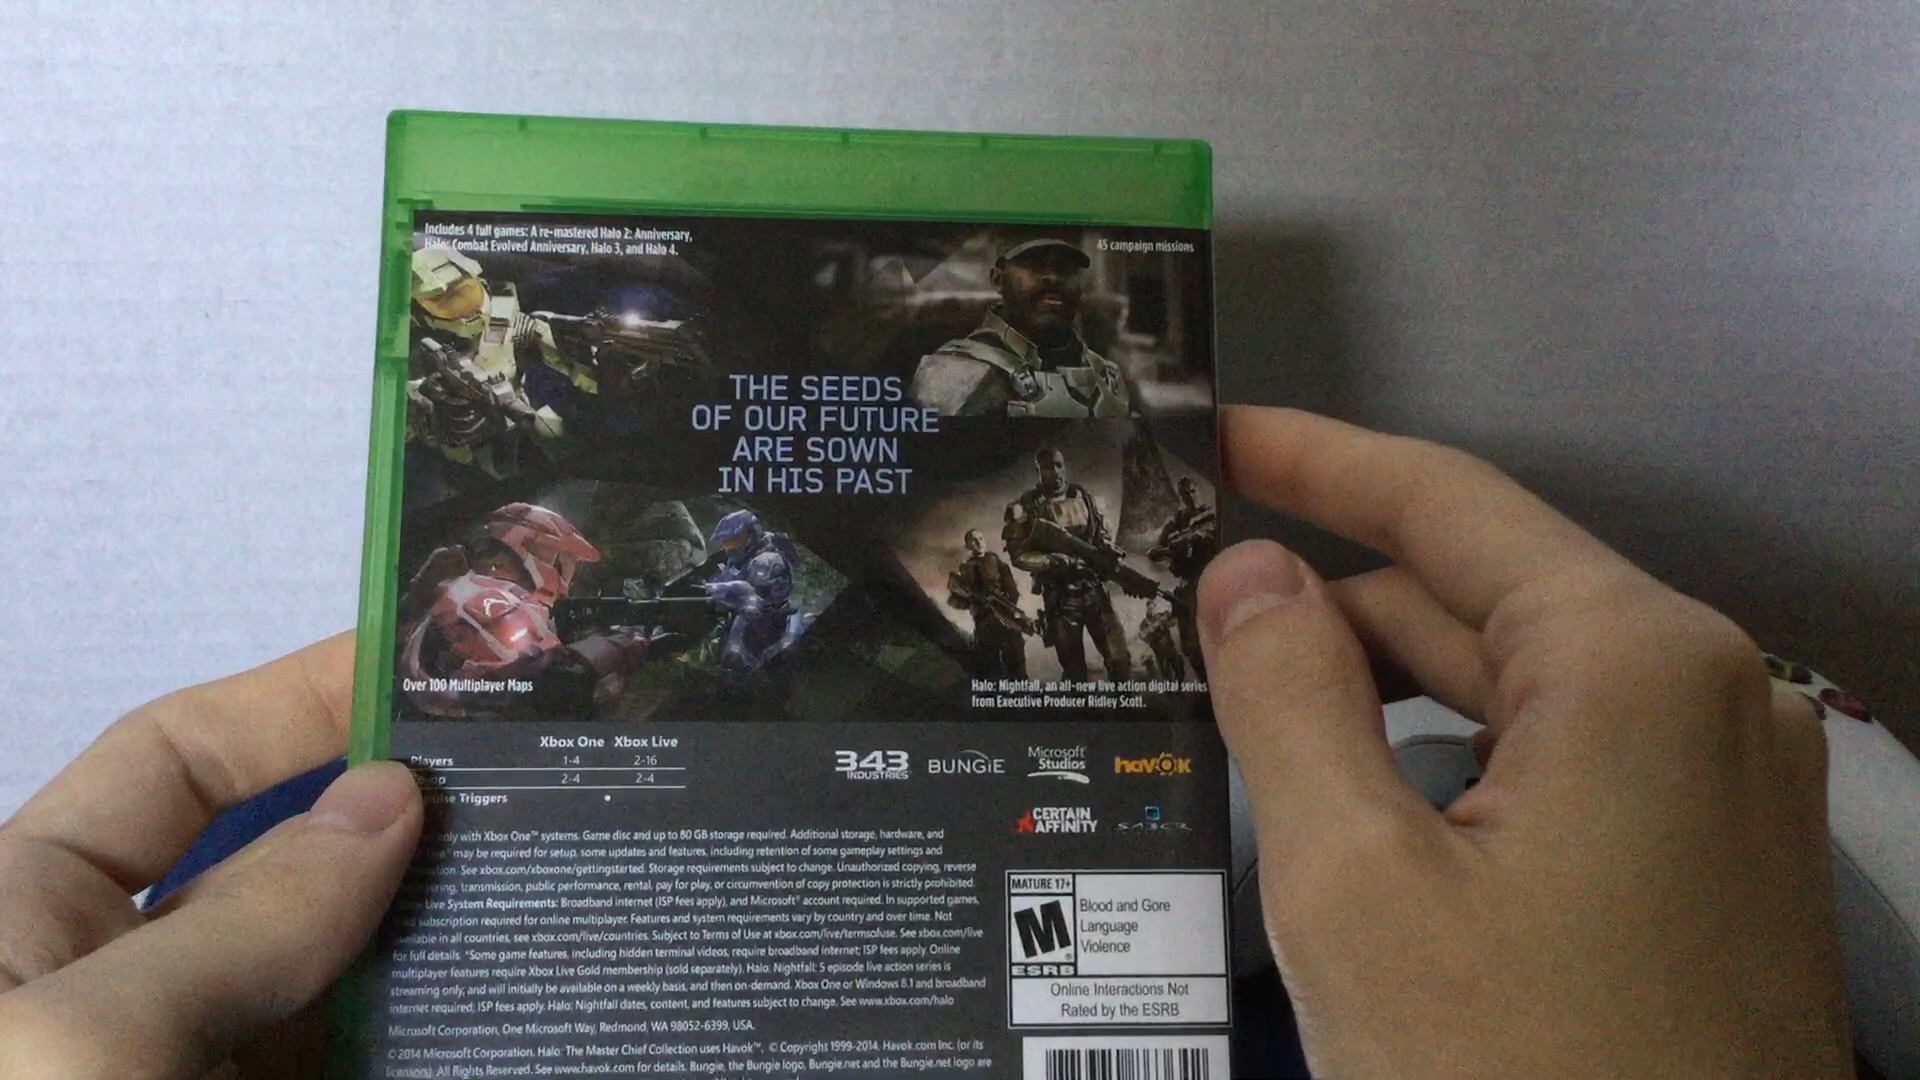 Includes 4 full games: A re-mastered Halo 2: Anniversary,
Halo: Combat Evolved Anniversary, Halo 3, and Halo 4.
45 campaign missions
THE SEEDS
OF OUR FUTURE
ARE SOWN
IN HIS PAST
Over 100 Multiplayer Maps
Halo: Nightfall, an all-new live action digital series
from Executive Producer Ridley Scott.
Xbox One Xbox Live
Players 1-4 2-16
2-4 2-4
Triggers
343 INDUSTRIES
BUNGiE
Microsoft Studios
havOk
CERTAIN AFFINITY
SABER
only with Xbox One™ systems. Game disc and up to 80 GB storage required. Additional storage, hardware, and
may be required for setup, some updates and features, including retention of some gameplay settings and
See xbox.com/xboxone/gettingstarted. Storage requirements subject to change. Unauthorized copying, reverse
transmission, public performance, rental, pay for play, or circumvention of copy protection is strictly prohibited.
Live System Requirements: Broadband internet (ISP fees apply), and Microsoft® account required. In supported games,
subscription required for online multiplayer. Features and system requirements vary by country and over time. Not
in all countries, see xbox.com/live/countries. Subject to Terms of Use at xbox.com/live/termsofuse. See xbox.com/live
for full details. *Some game features, including hidden terminal videos, require broadband internet; ISP fees apply. Online
multiplayer features require Xbox Live Gold membership (sold separately). Halo: Nightfall: 5 episode live action series is
streaming only, and will initially be available on a weekly basis, and then on-demand. Xbox One or Windows 8.1 and broadband
internet required; ISP fees apply. Halo: Nightfall dates, content, and features subject to change. See www.xbox.com/halo
Microsoft Corporation, One Microsoft Way, Redmond, WA 98052-6399, USA.
© 2014 Microsoft Corporation. Halo: The Master Chief Collection uses Havok™. © Copyright 1999-2014. Havok.com Inc. (or its
licensors). All Rights Reserved. See www.havok.com for details. Bungie, the Bungie logo, Bungie.net and the Bungie.net logo are
MATURE 17+
M
ESRB
Blood and Gore
Language
Violence
Online Interactions Not
Rated by the ESRB